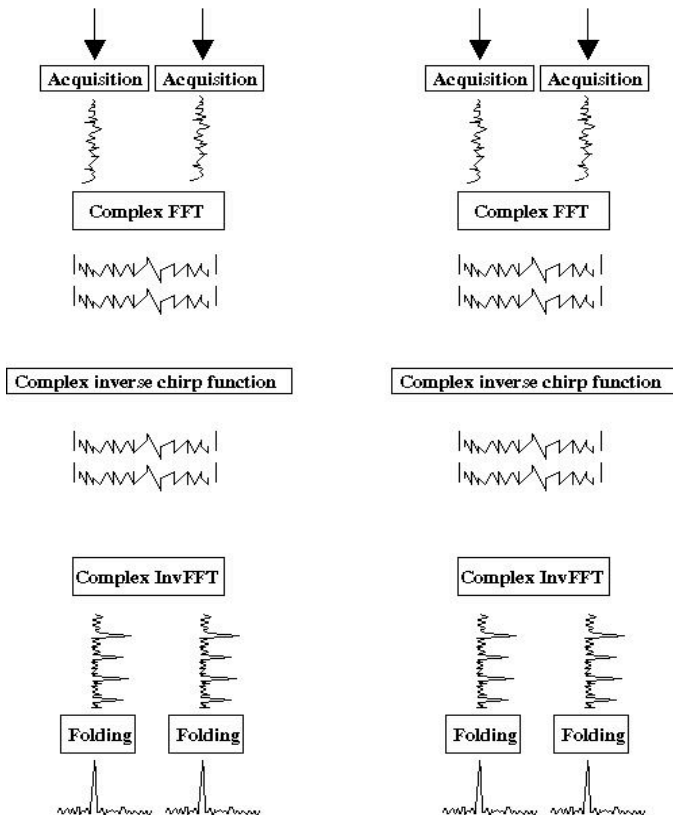 Acquisition Acquisition Acquisition Acquisition
Complex FFT Complex FFT
Complex inverse chirp function Complex inverse chirp function
Complex InvFFT Complex InvFFT
Folding Folding Folding Folding